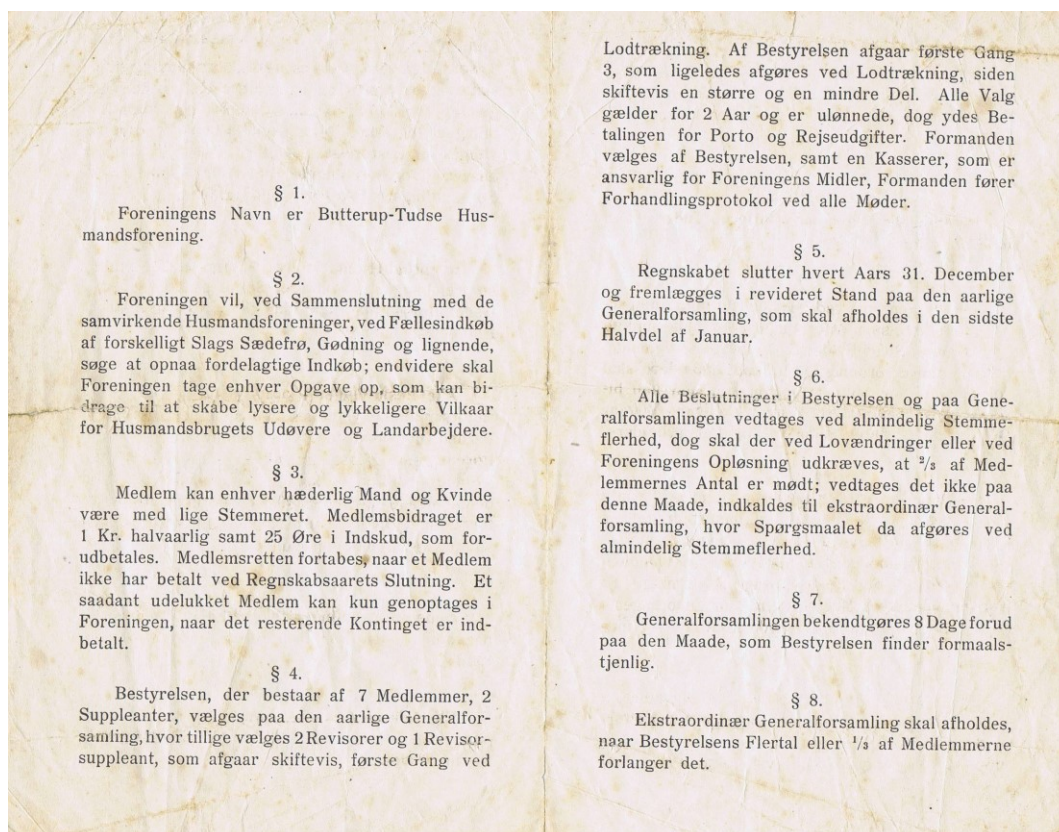 § 1.
Foreningens Navn er Butterup-Tudse Hus-
mandsforening.
§ 2.
Foreningen vil, ved Sammenslutning med de
samvirkende Husmandsforeninger, ved Fællesindkøb
af forskelligt Slags Sædefrø, Gødning og lignende,
søge at opnaa fordelagtige Indkøb; endvidere skal
Foreningen tage enhver Opgave op, som kan bi-
drage til at skabe lysere og lykkeligere Vilkaar
for Husmandsbrugets Udøvere og Landarbejdere.
§ 3.
Medlem kan enhver hæderlig Mand og Kvinde
være med lige Stemmeret. Medlemsbidraget er
1 Kr. halvaarlig samt 25 Øre i Indskud, som for-
udbetales. Medlemsretten fortabes, naar et Medlem
ikke har betalt ved Regnskabsaarets Slutning. Et
saadant udelukket Medlem kan kun genoptages i
Foreningen, naar det resterende Kontinget er ind-
betalt.
§ 4.
Bestyrelsen, der bestaar af 7 Medlemmer, 2
Suppleanter, vælges paa den aarlige Generalfor-
samling, hvor tillige vælges 2 Revisorer og 1 Revisor-
suppleant, som afgaar skiftevis, første Gang ved
Lodtrækning. Af Bestyrelsen afgaar første Gang
3, som ligeledes afgøres ved Lodtrækning, siden
skiftevis en større og en mindre Del. Alle Valg
gælder for 2 Aar og er ulønnede, dog ydes Be-
talingen for Porto og Rejseudgifter. Formanden
vælges af Bestyrelsen, samt en Kasserer, som er
ansvarlig for Foreningens Midler, Formanden fører
Forhandlingsprotokol ved alle Møder.
§ 5.
Regnskabet slutter hvert Aars 31. December
og fremlægges i revideret Stand paa den aarlige
Generalforsamling, som skal afholdes i den sidste
Halvdel af Januar.
§ 6.
Alle Beslutninger i Bestyrelsen og paa Gene-
ralforsamlingen vedtages ved almindelig Stemme-
flerhed, dog skal der ved Lovændringer eller ved
Foreningens Opløsning udkræves, at ²/₃ af Med-
lemmernes Antal er mødt; vedtages det ikke paa
denne Maade, indkaldes til ekstraordinær General-
forsamling, hvor Spørgsmaalet da afgøres ved
almindelig Stemmeflerhed.
§ 7.
Generalforsamlingen bekendtgøres 8 Dage forud
paa den Maade, som Bestyrelsen finder formaals-
tjenlig.
§ 8.
Ekstraordinær Generalforsamling skal afholdes,
naar Bestyrelsens Flertal eller ¹/₃ af Medlemmerne
forlanger det.